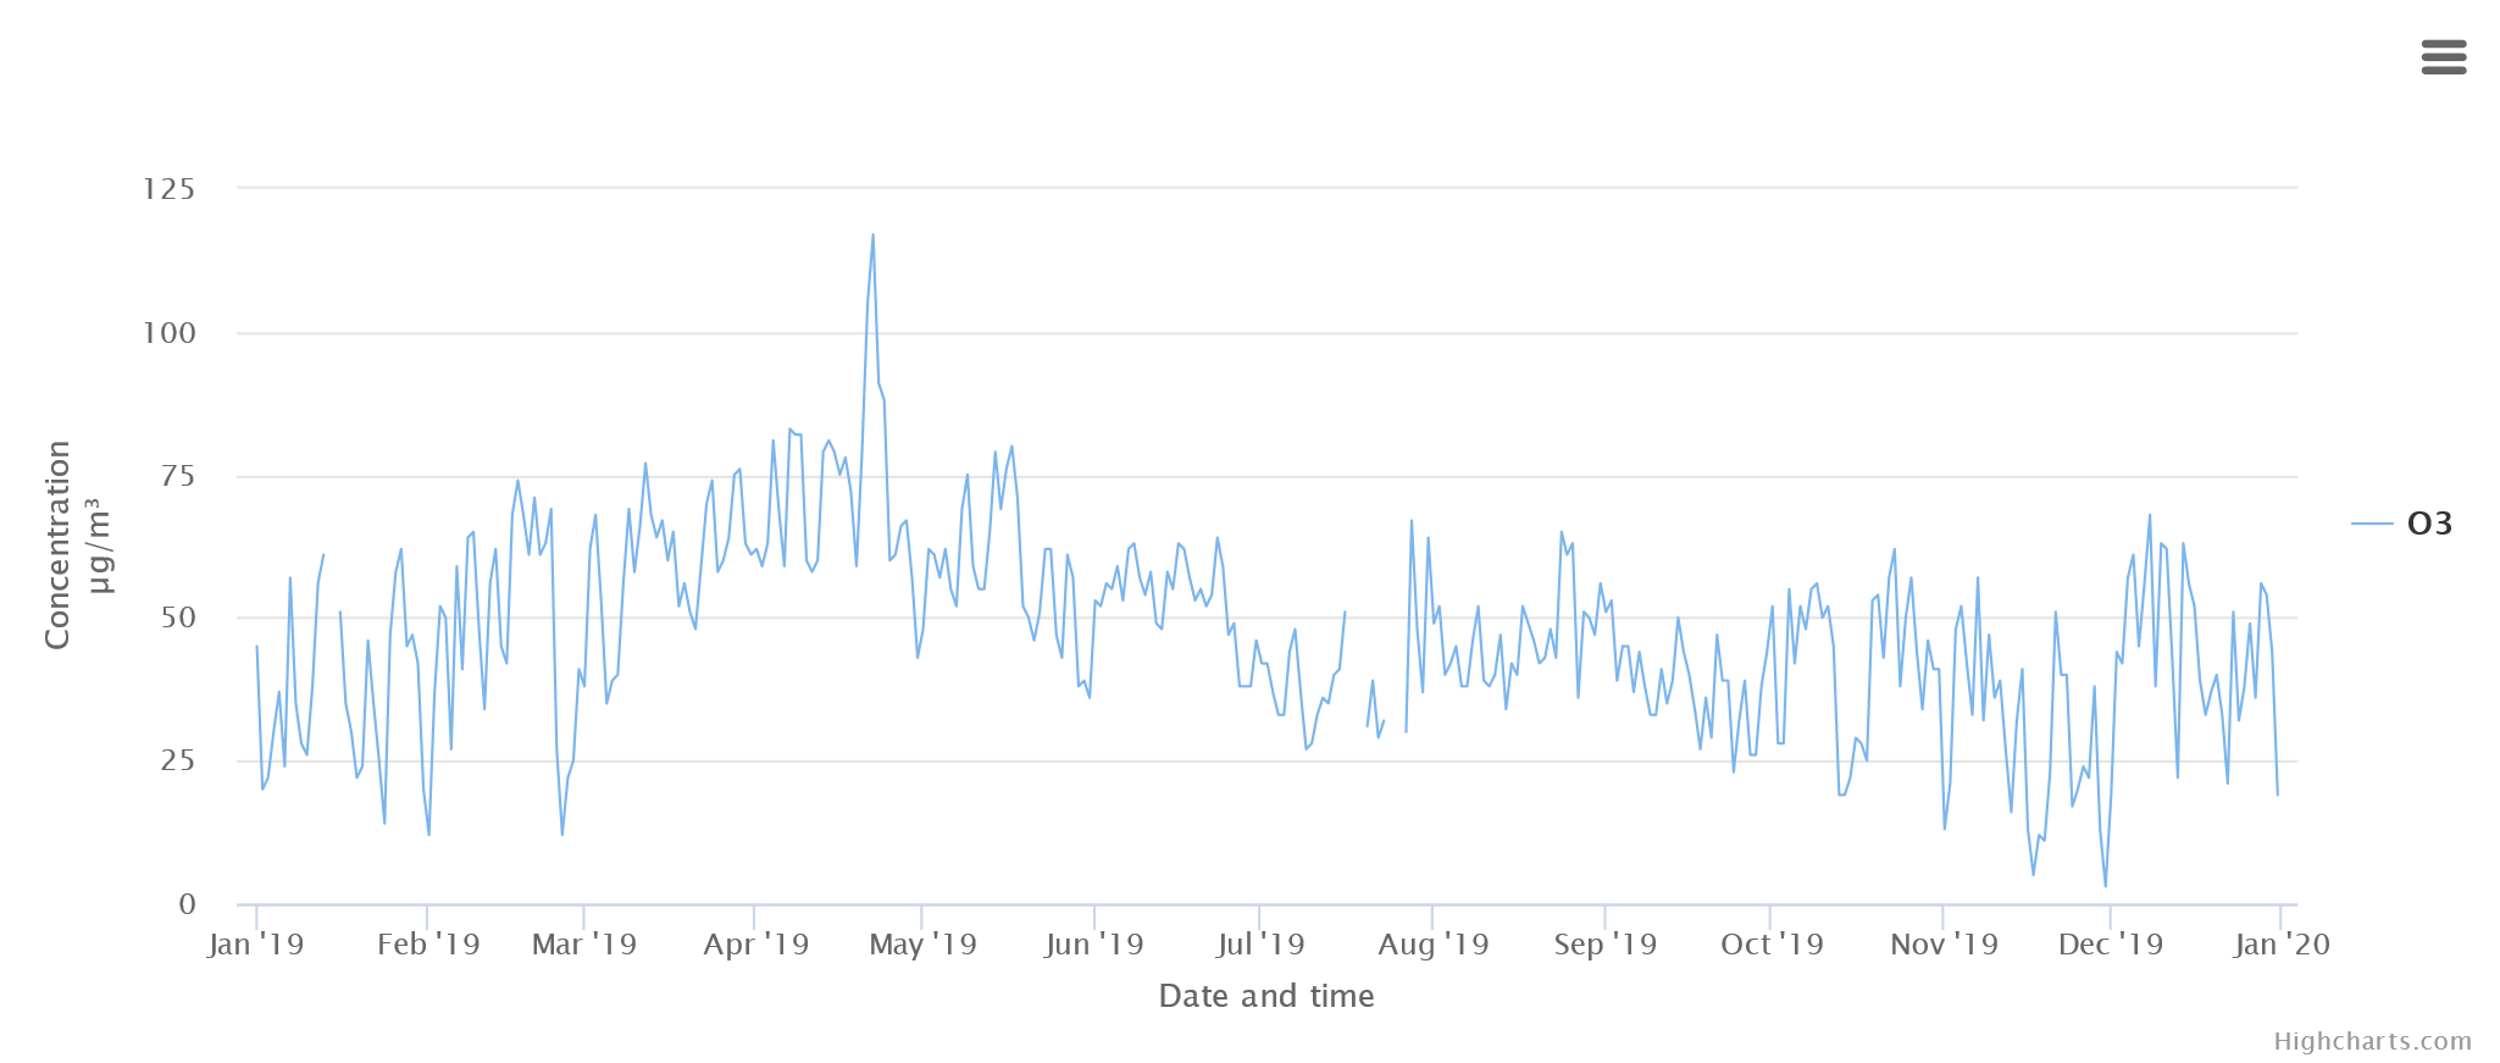 125
100
75
50
25
0
Concentration
µg/m³
Jan '19 Feb '19 Mar '19 Apr '19 May '19 Jun '19 Jul '19 Aug '19 Sep '19 Oct '19 Nov '19 Dec '19 Jan '20
Date and time
O3
Highcharts.com